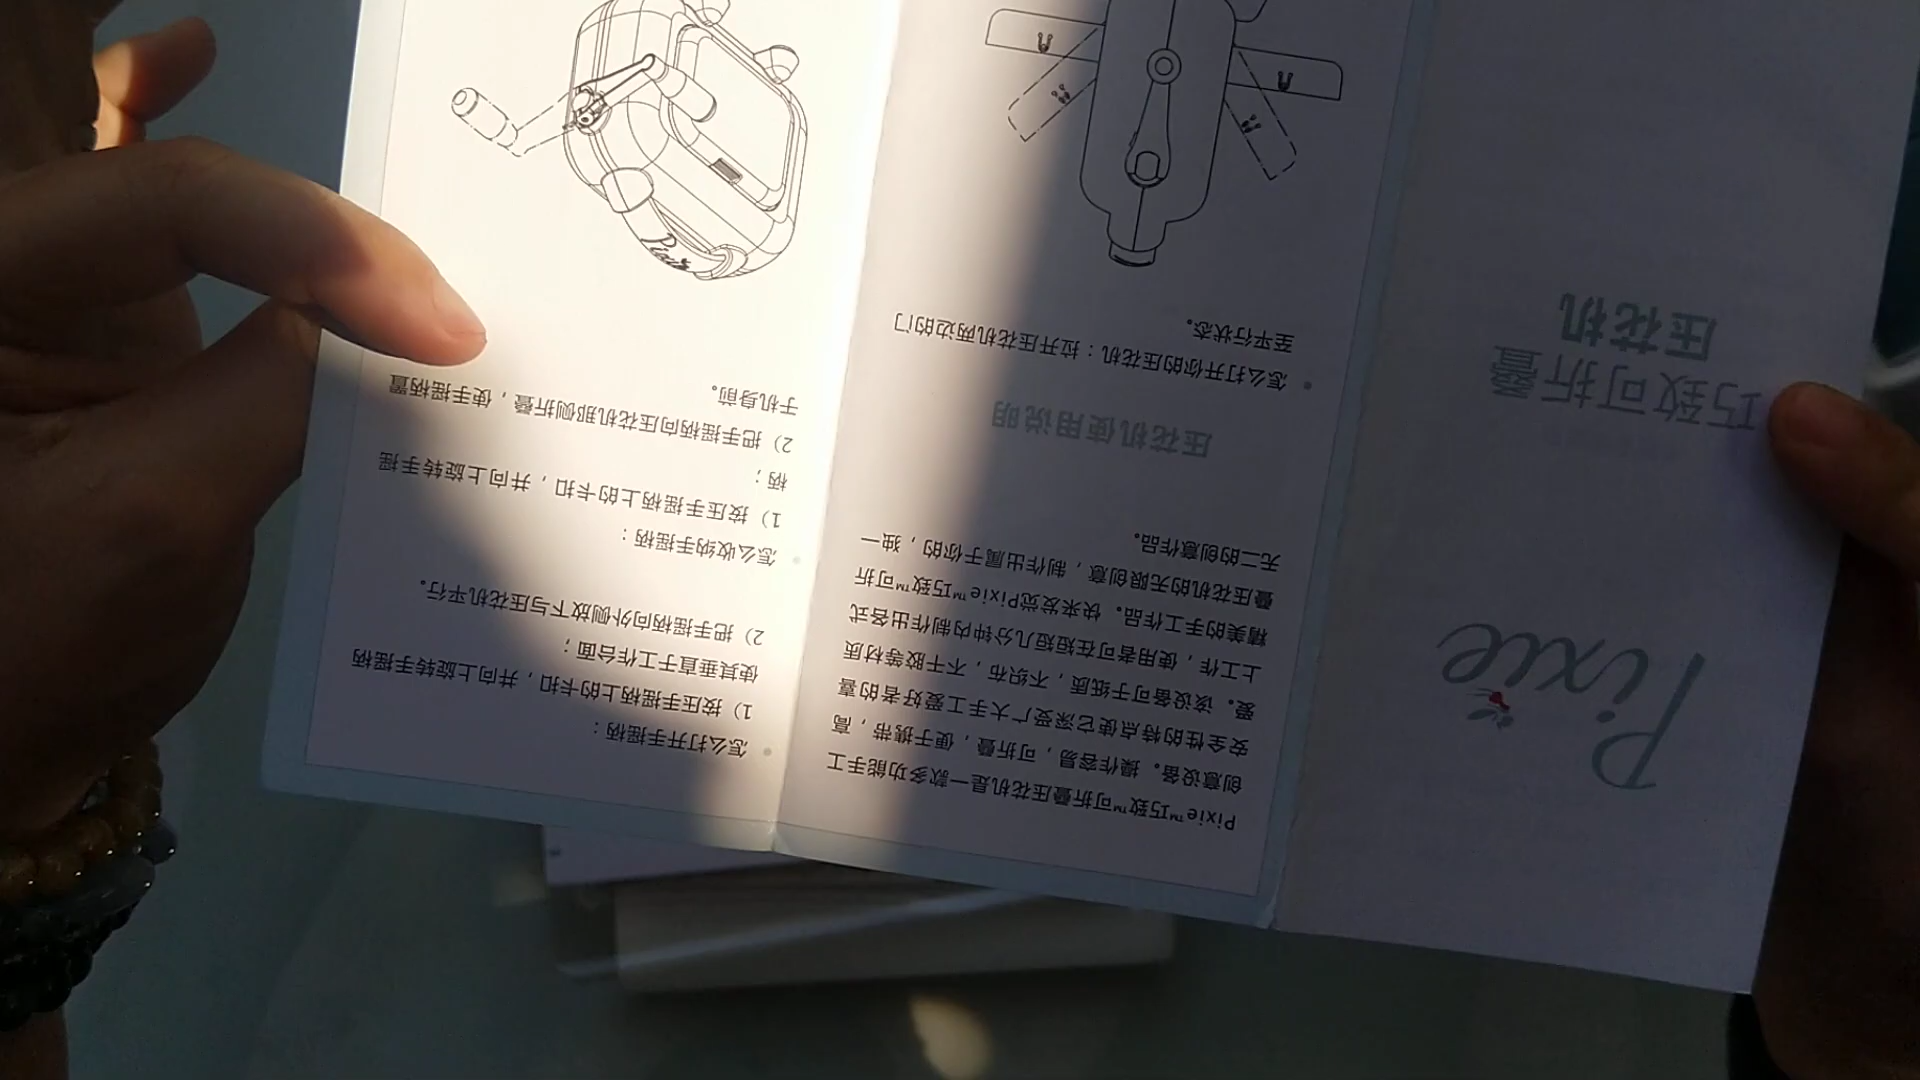 Pixie
巧致可折叠
压花机
Pixie™巧致™可折叠压花机是一款多功能手工
创意设备。操作容易，可折叠，便于携带，高
安全性的特点使它深受广大手工爱好者的喜
爱。该设备可于纸质，不织布，不干胶等材质
上工作，使用者可在短短几分钟内制作出各式
精美的手工作品。快来发觉Pixie™巧致™可折
叠压花机的无限创意，制作出属于你的，独一
无二的创意作品。
压花机使用说明
• 怎么打开你的压花机：拉开压花机两边的门
至平行状态。
• 怎么打开手摇柄：
1） 按压手摇柄上的卡扣，并向上旋转手摇柄
使其垂直于工作台面；
2） 把手摇柄向外侧放下与压花机平行。
• 怎么收纳手摇柄：
1） 按压手摇柄上的卡扣，并向上旋转手摇
柄；
2） 把手摇柄向压花机那侧折叠，使手摇柄置
于机身前。
Pixie